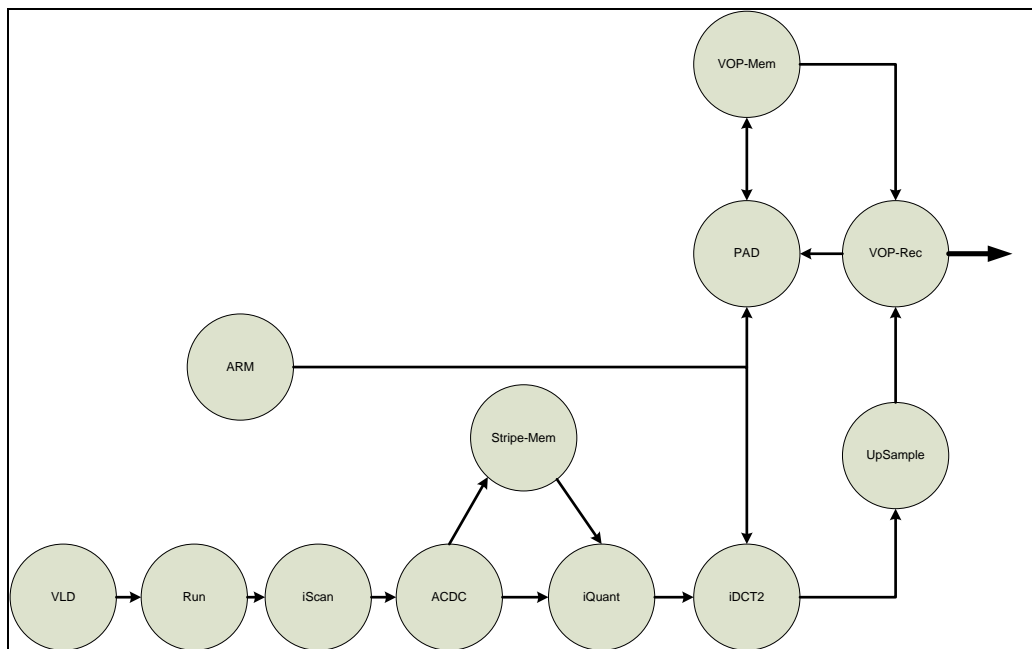 VOP-Mem
PAD
VOP-Rec
ARM
Stripe-Mem
UpSample
VLD
Run
iScan
ACDC
iQuant
iDCT2